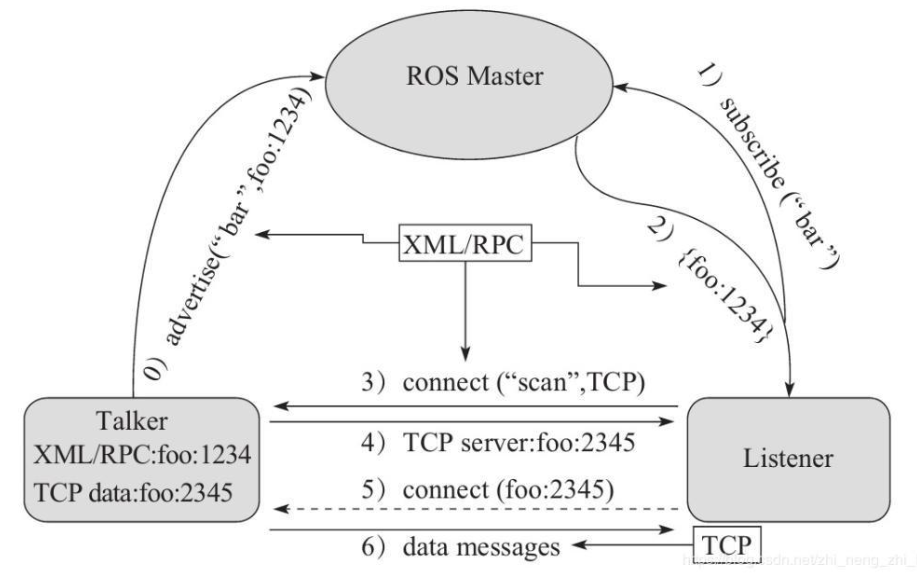 ROS Master
0) advertise(“bar”,foo:1234)
1) subscribe (“bar”)
2) {foo:1234}
XML/RPC
3) connect (“scan”,TCP)
Talker
XML/RPC:foo:1234
TCP data:foo:2345
4) TCP server:foo:2345
Listener
5) connect (foo:2345)
6) data messages
TCP
https://blog.csdn.net/zhi_neng_zhi_